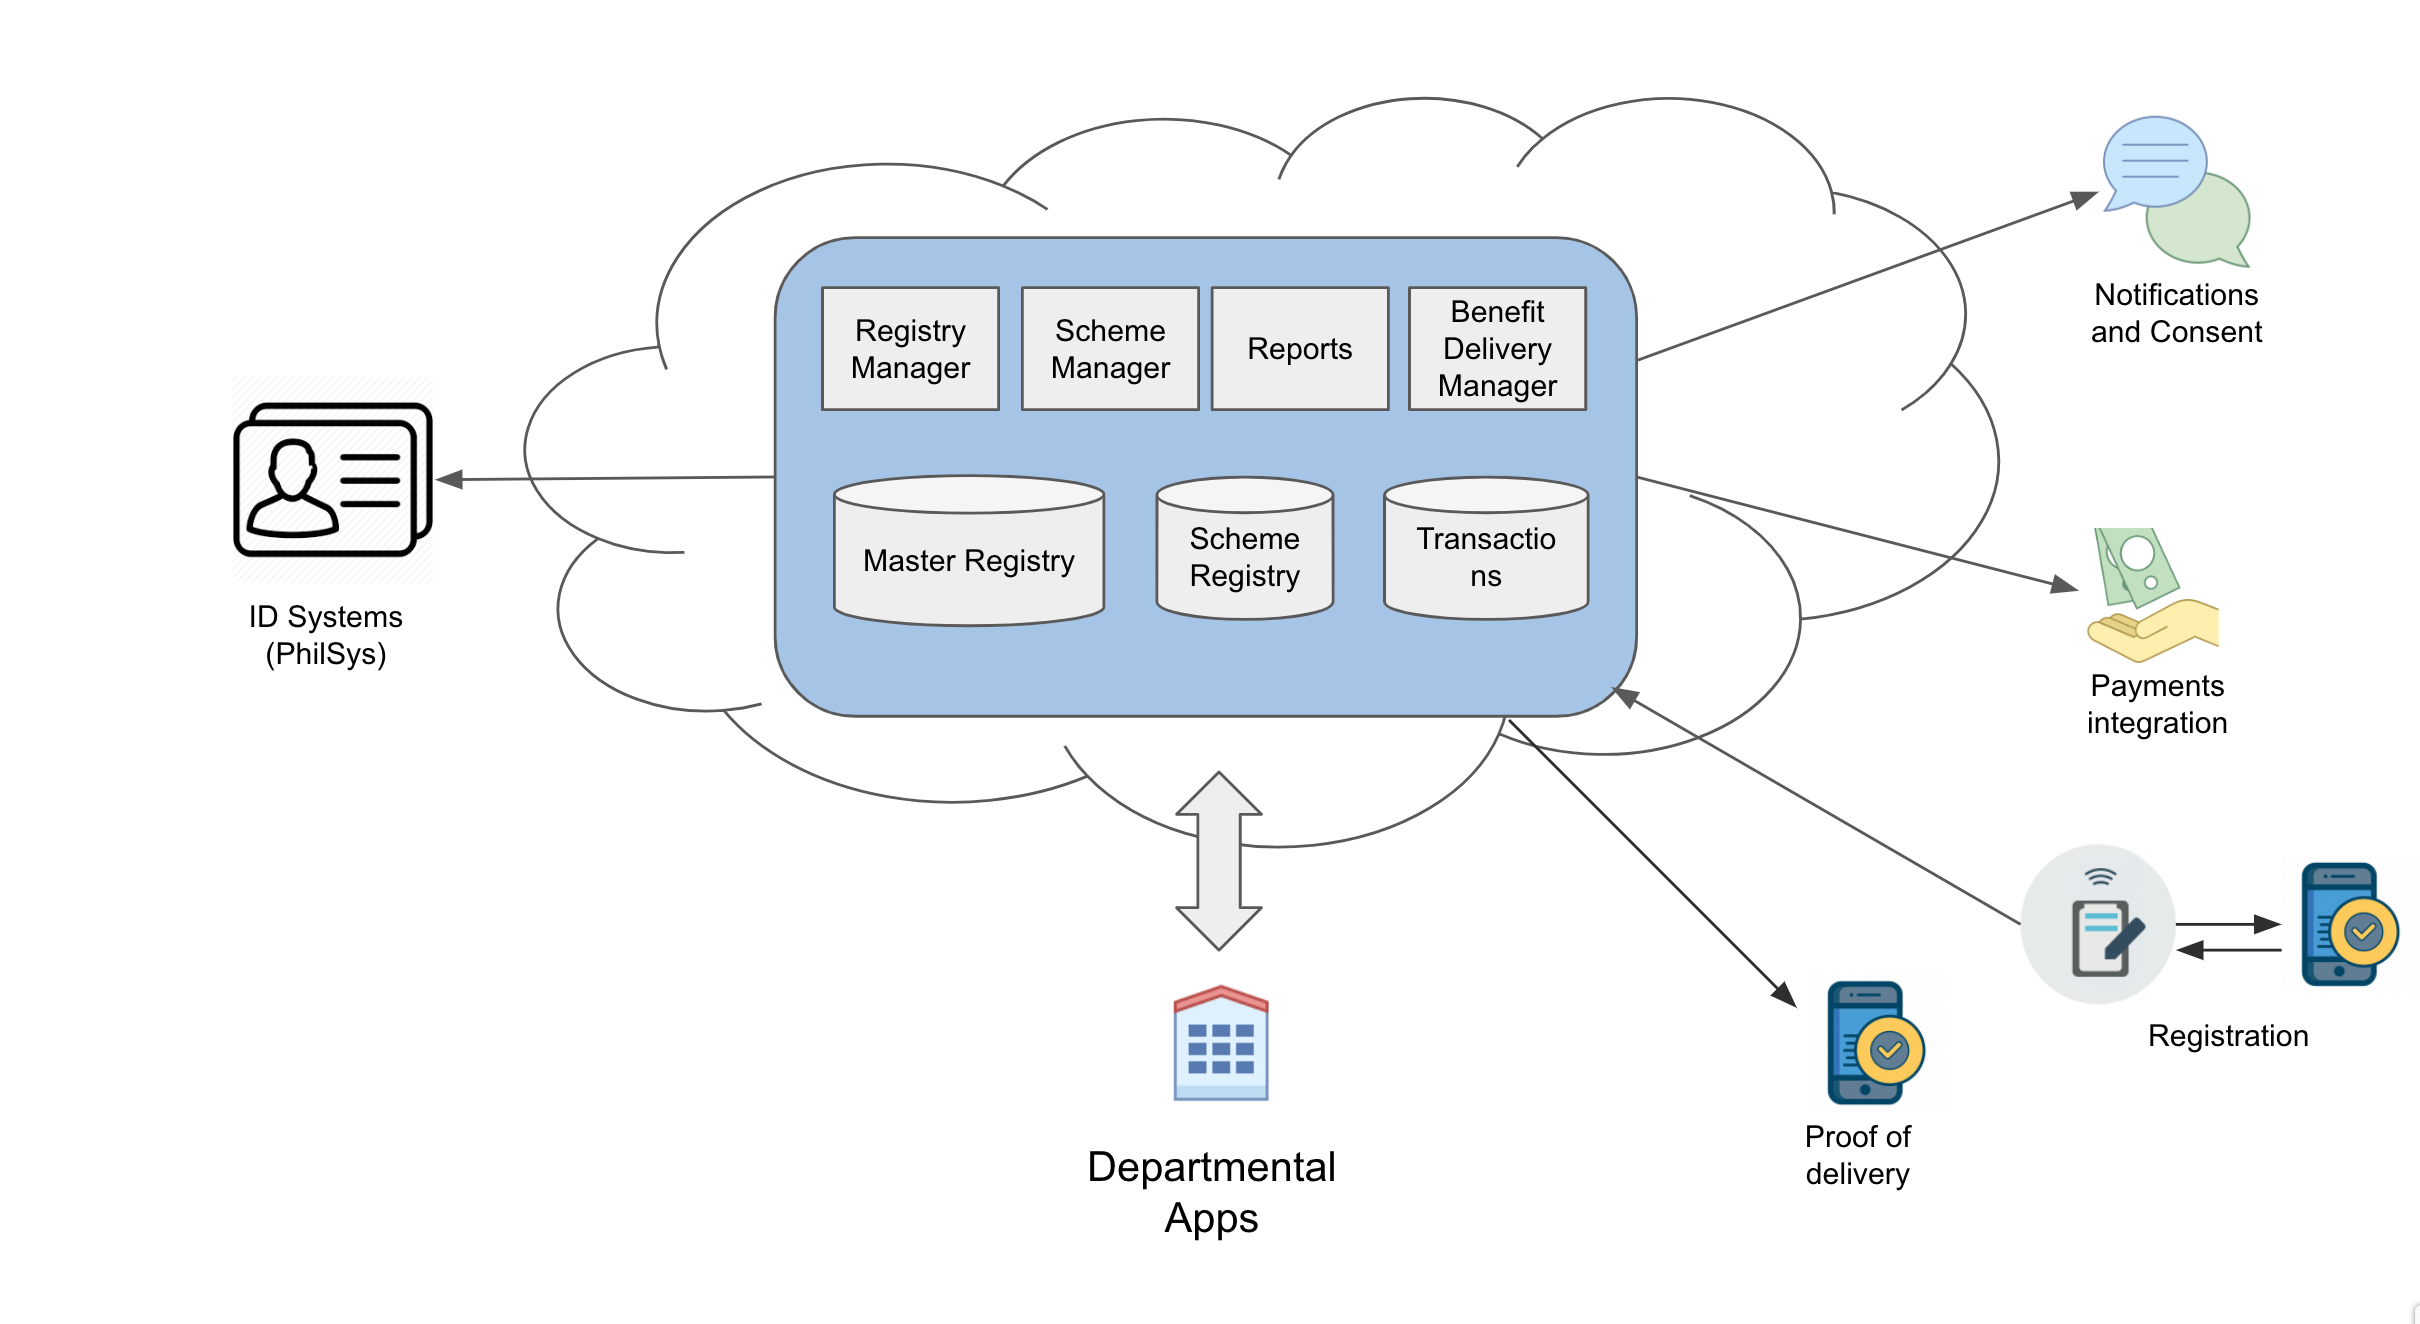 Registry
Manager
Scheme
Manager
Reports
Benefit
Delivery
Manager
Master Registry
Scheme
Registry
Transactio
ns
ID Systems
(PhilSys)
Notifications
and Consent
Payments
integration
Registration
Proof of
delivery
Departmental
Apps